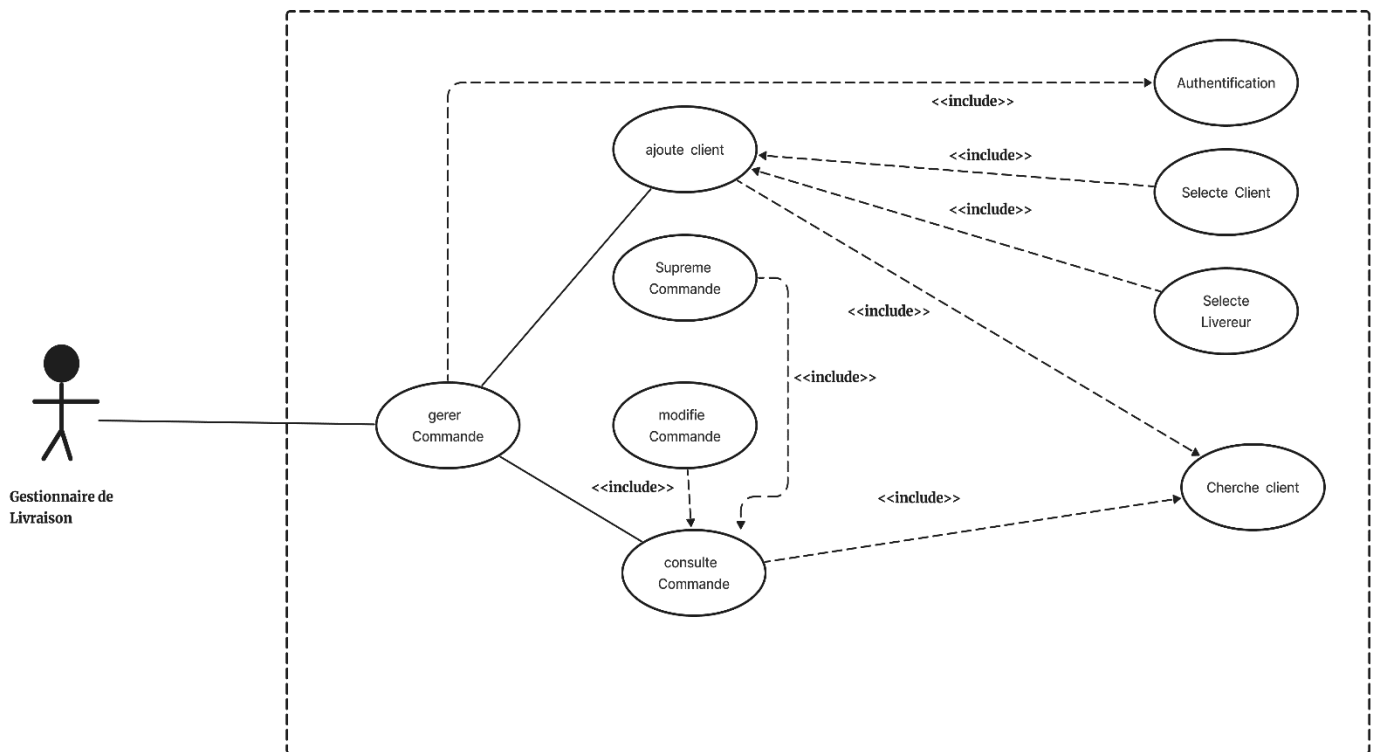 Authentification
<<include>>
ajoute client
<<include>>
Selecte Client
<<include>>
Supreme
Commande
Selecte
Livereur
<<include>>
<<include>>
gerer
Commande
modifie
Commande
<<include>>
Cherche client
<<include>>
Gestionnaire de
Livraison
consulte
Commande